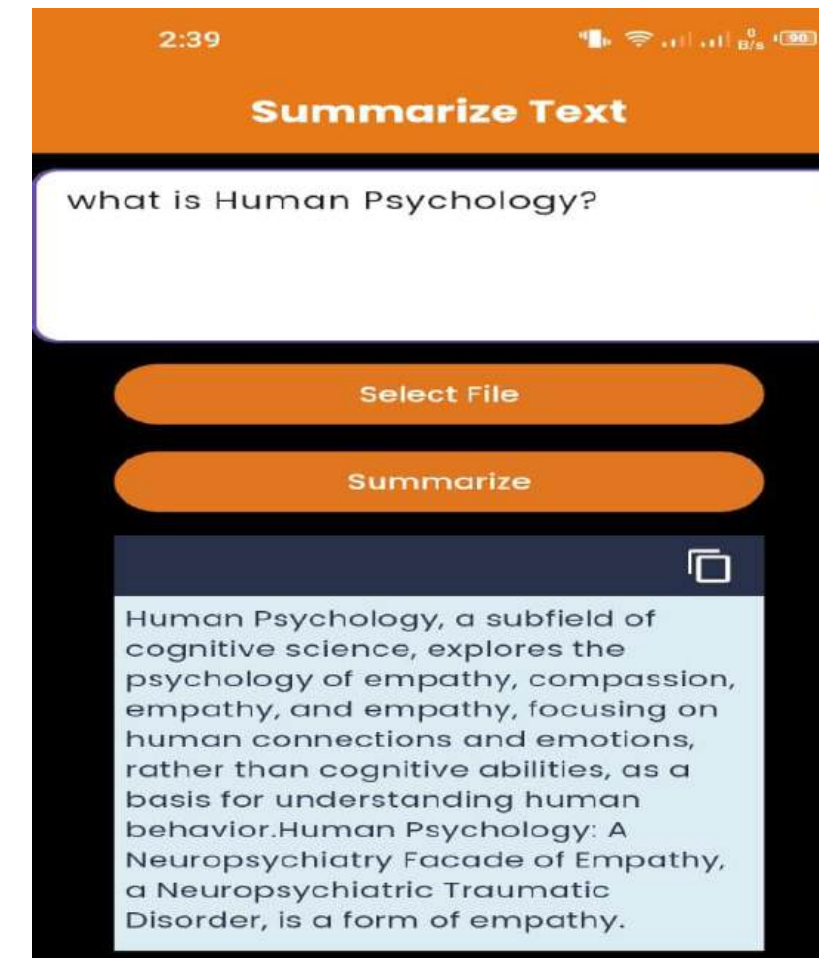 2:39
0
B/s
90
Summarize Text
what is Human Psychology?
Select File
Summarize
Human Psychology, a subfield of
cognitive science, explores the
psychology of empathy, compassion,
empathy, and empathy, focusing on
human connections and emotions,
rather than cognitive abilities, as a
basis for understanding human
behavior.Human Psychology: A
Neuropsychiatry Facade of Empathy,
a Neuropsychiatric Traumatic
Disorder, is a form of empathy.